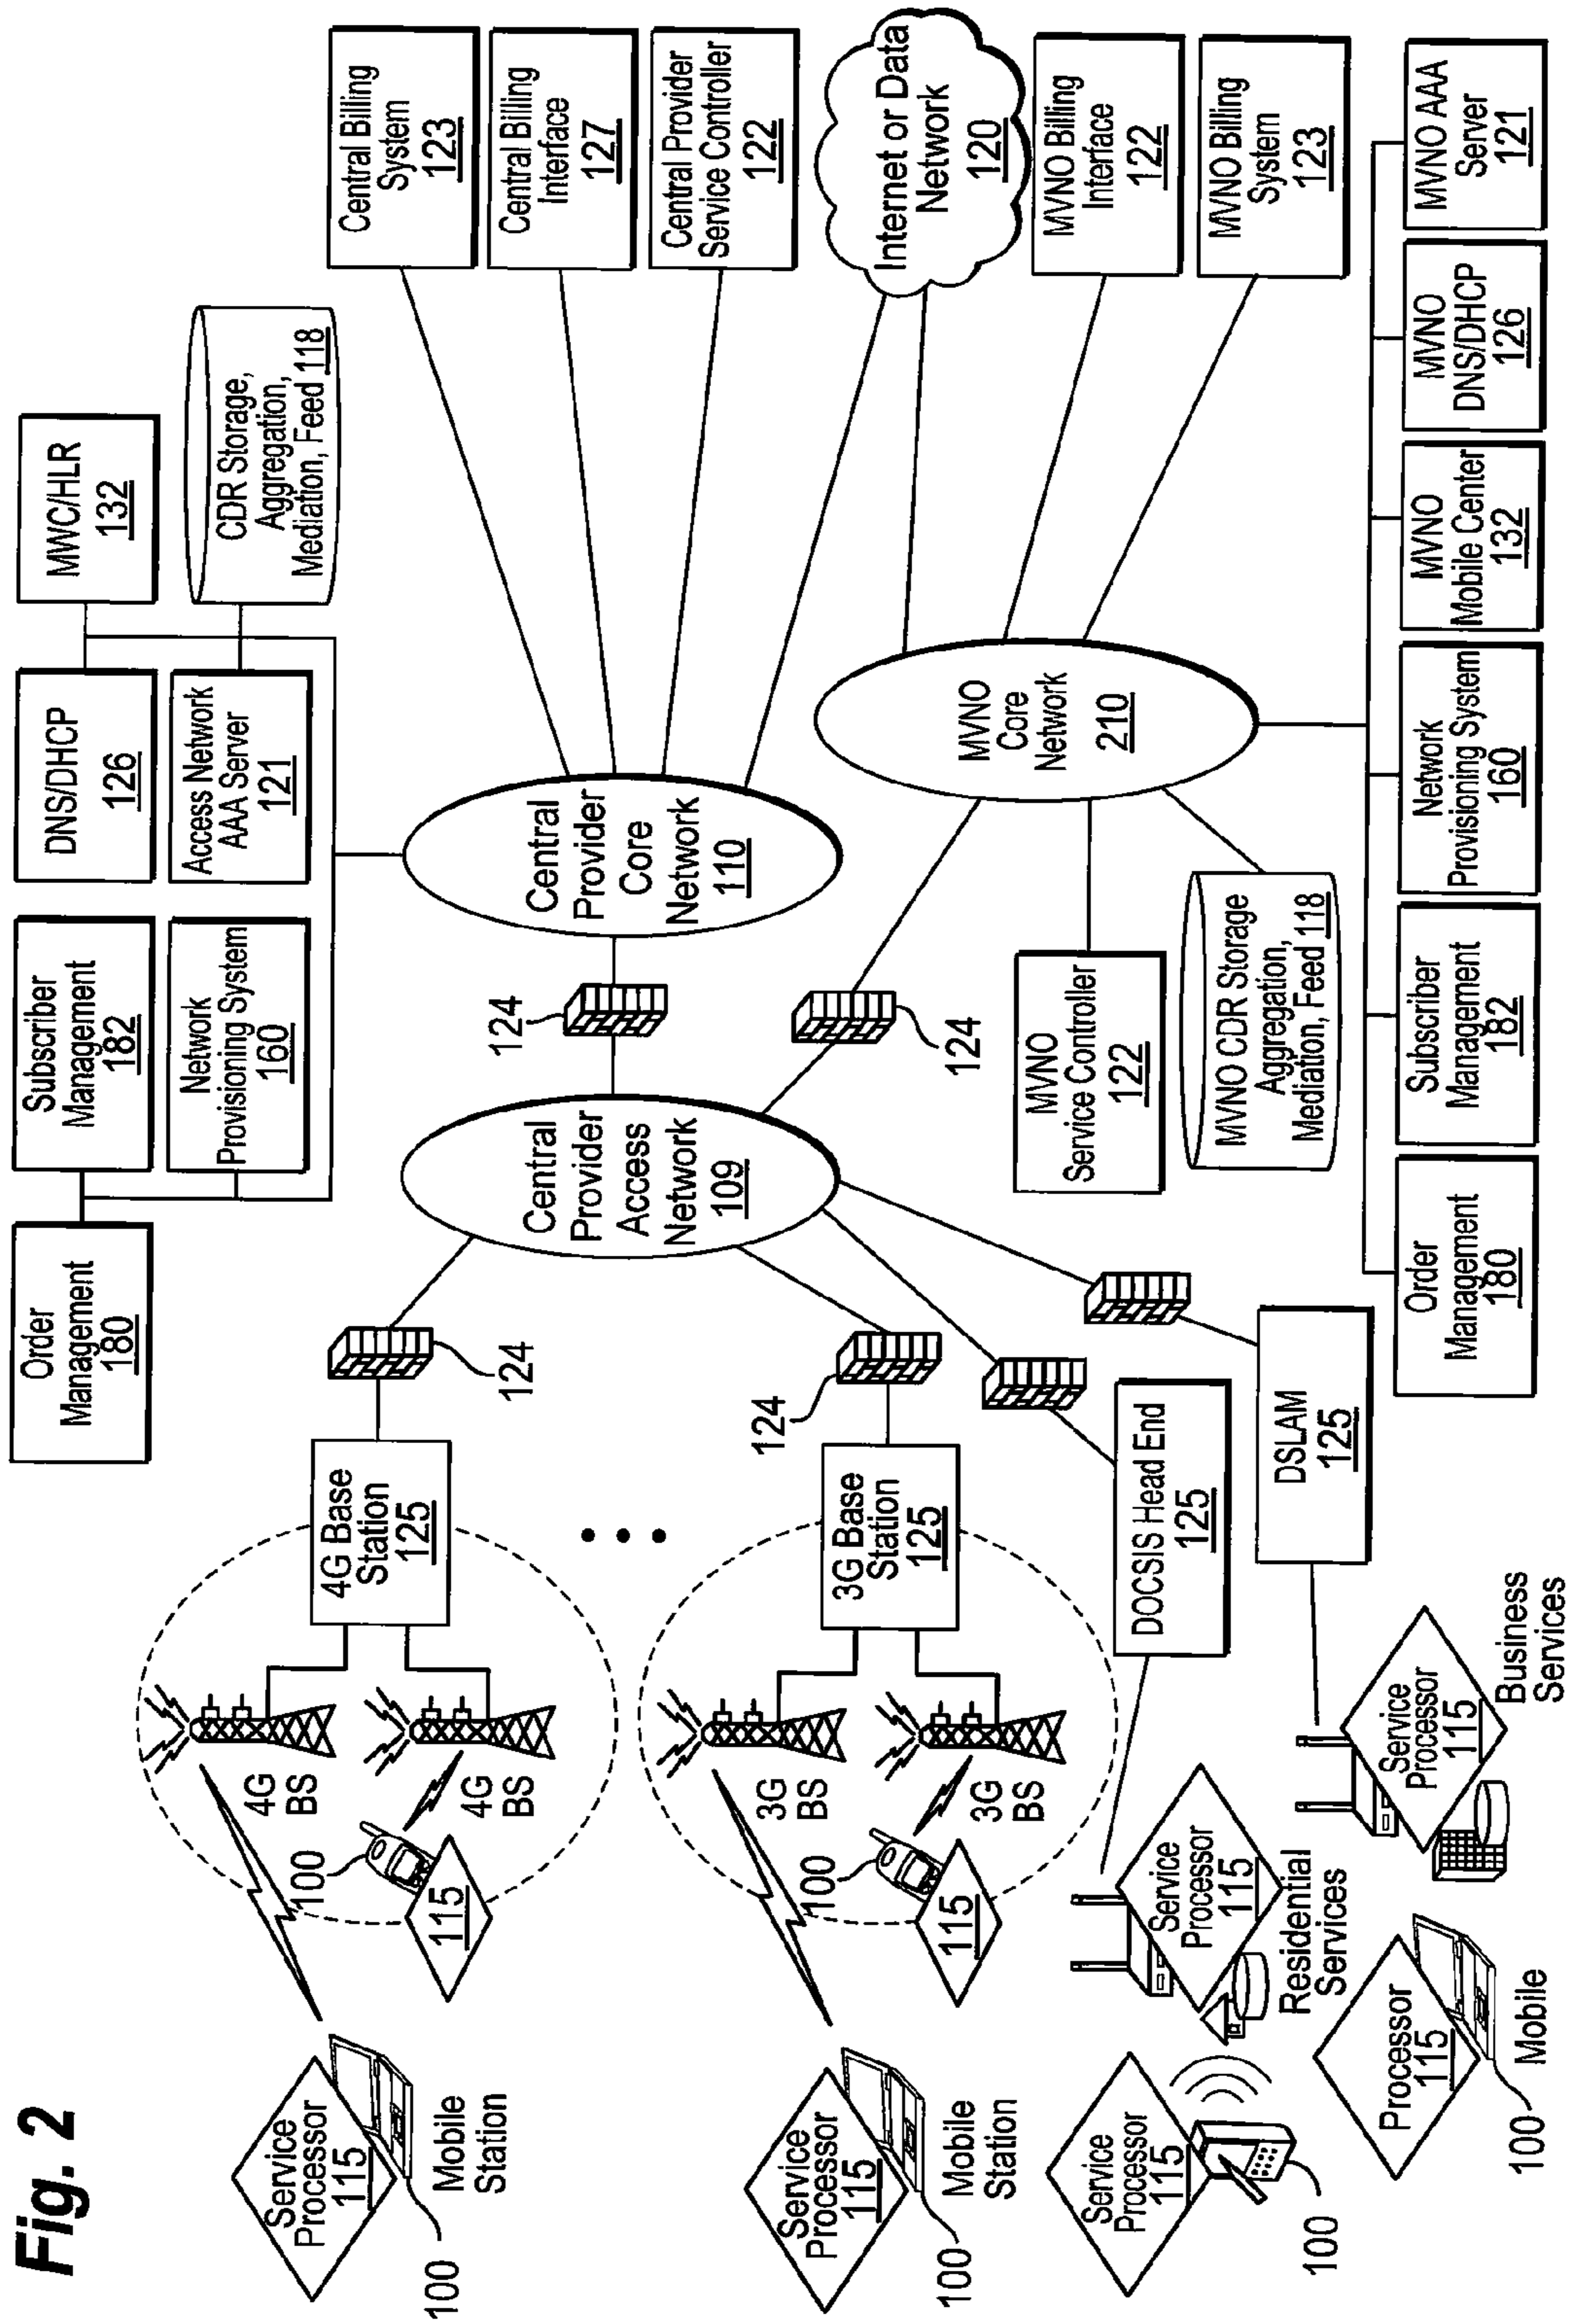 Fig. 2
Order
Management
180
Subscriber
Management
182
DNS/DHCP
126
MWC/HLR
132
Network
Provisioning System
160
Access Network
AAA Server
121
CDR Storage,
Aggregation,
Mediation, Feed 118
Central Billing
System
123
Central Billing
Interface
127
Central Provider
Service Controller
122
Internet or Data
Network
120
MVNO Billing
Interface
122
MVNO Billing
System
123
Central
Provider
Core
Network
110
MVNO
Core
Network
210
Central
Provider
Access
Network
109
124
124
124
124
MVNO
Service Controller
122
MVNO CDR Storage
Aggregation,
Mediation, Feed 118
4G Base
Station
125
3G Base
Station
125
DOCSIS Head End
125
DSLAM
125
4G
BS
4G
BS
100
115
3G
BS
3G
BS
100
115
Service
Processor
115
100
Mobile
Station
Service
Processor
115
100
Mobile
Station
Service
Processor
115
100
Service
Processor
115
Residential
Services
Service
Processor
115
Business
Services
Processor
115
100
Mobile
Order
Management
180
Subscriber
Management
182
Network
Provisioning System
160
MVNO
Mobile Center
132
MVNO
DNS/DHCP
126
MVNO AAA
Server
121